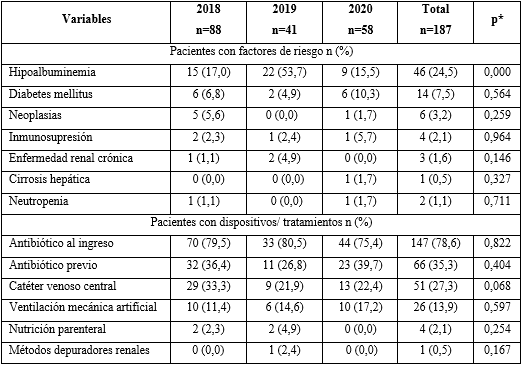 Variables 2018 n=88 2019 n=41 2020 n=58 Total n=187 p*
Pacientes con factores de riesgo n (%)
Hipoalbuminemia 15 (17,0) 22 (53,7) 9 (15,5) 46 (24,5) 0,000
Diabetes mellitus 6 (6,8) 2 (4,9) 6 (10,3) 14 (7,5) 0,564
Neoplasias 5 (5,6) 0 (0,0) 1 (1,7) 6 (3,2) 0,259
Inmunosupresión 2 (2,3) 1 (2,4) 1 (5,7) 4 (2,1) 0,964
Enfermedad renal crónica 1 (1,1) 2 (4,9) 0 (0,0) 3 (1,6) 0,146
Cirrosis hepática 0 (0,0) 0 (0,0) 1 (1,7) 1 (0,5) 0,327
Neutropenia 1 (1,1) 0 (0,0) 1 (1,7) 2 (1,1) 0,711
Pacientes con dispositivos/ tratamientos n (%)
Antibiótico al ingreso 70 (79,5) 33 (80,5) 44 (75,4) 147 (78,6) 0,822
Antibiótico previo 32 (36,4) 11 (26,8) 23 (39,7) 66 (35,3) 0,404
Catéter venoso central 29 (33,3) 9 (21,9) 13 (22,4) 51 (27,3) 0,068
Ventilación mecánica artificial 10 (11,4) 6 (14,6) 10 (17,2) 26 (13,9) 0,597
Nutrición parenteral 2 (2,3) 2 (4,9) 0 (0,0) 4 (2,1) 0,254
Métodos depuradores renales 0 (0,0) 1 (2,4) 0 (0,0) 1 (0,5) 0,167